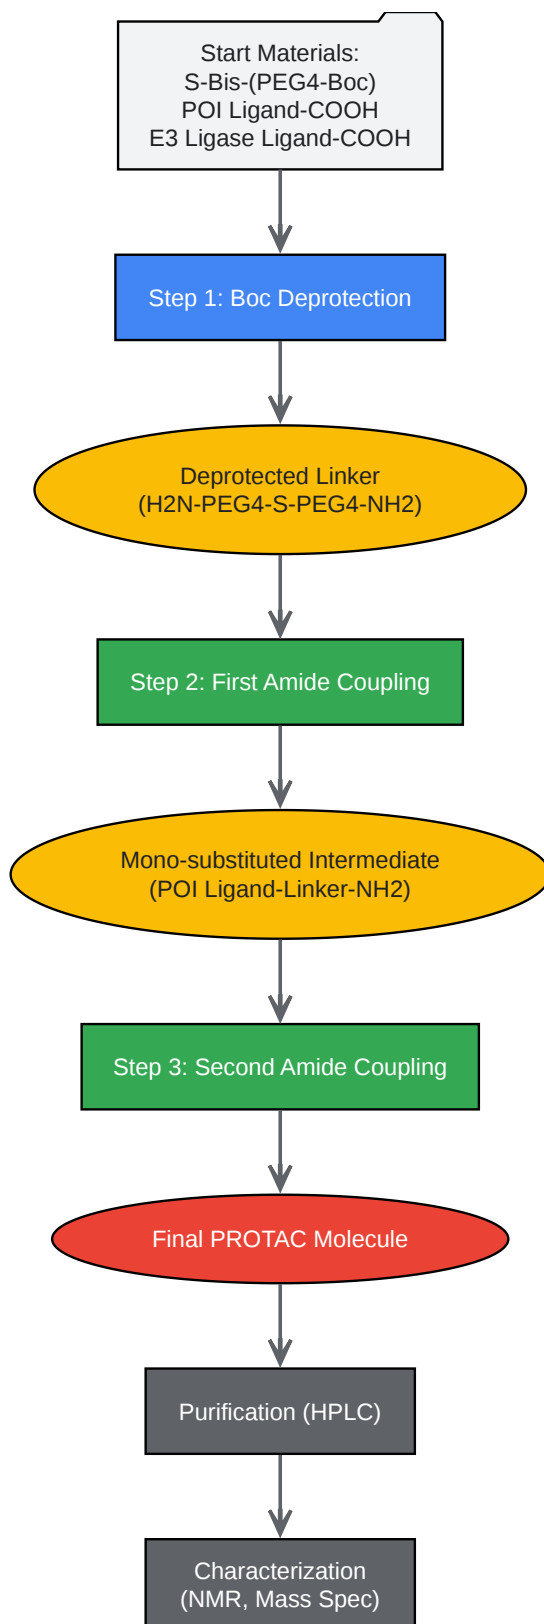 Start Materials:
S-Bis-(PEG4-Boc)
POI Ligand-COOH
E3 Ligase Ligand-COOH
Step 1: Boc Deprotection
Deprotected Linker
(H2N-PEG4-S-PEG4-NH2)
Step 2: First Amide Coupling
Mono-substituted Intermediate
(POI Ligand-Linker-NH2)
Step 3: Second Amide Coupling
Final PROTAC Molecule
Purification (HPLC)
Characterization
(NMR, Mass Spec)